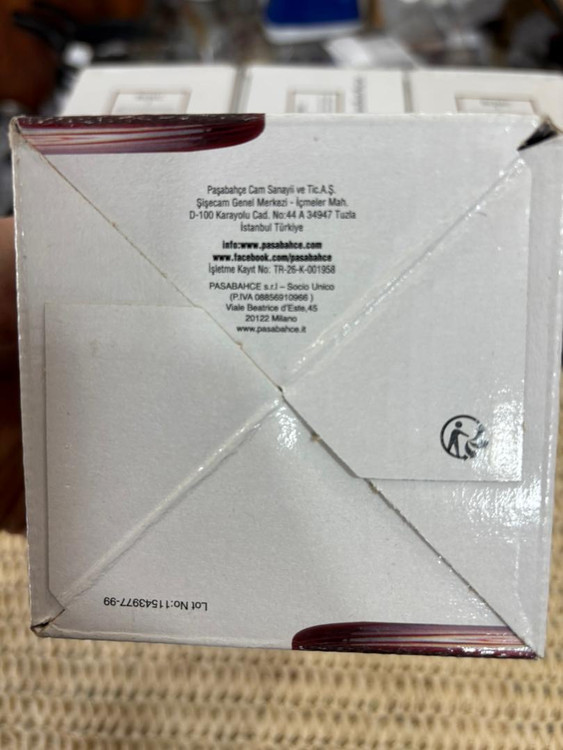 Paşabahçe Cam Sanayii ve Tic.A.Ş.
Şişecam Genel Merkezi - İçmeler Mah.
D-100 Karayolu Cad. No:44 A 34947 Tuzla
İstanbul Türkiye
info:www.pasabahce.com
www.facebook.com/pasabahce
İşletme Kayıt No: TR-26-K-001958
PASABAHCE s.r.l – Socio Unico
(P.IVA 08856910966 )
Viale Beatrice d'Este,45
20122 Milano
www.pasabahce.it
Lot No:11543977-99